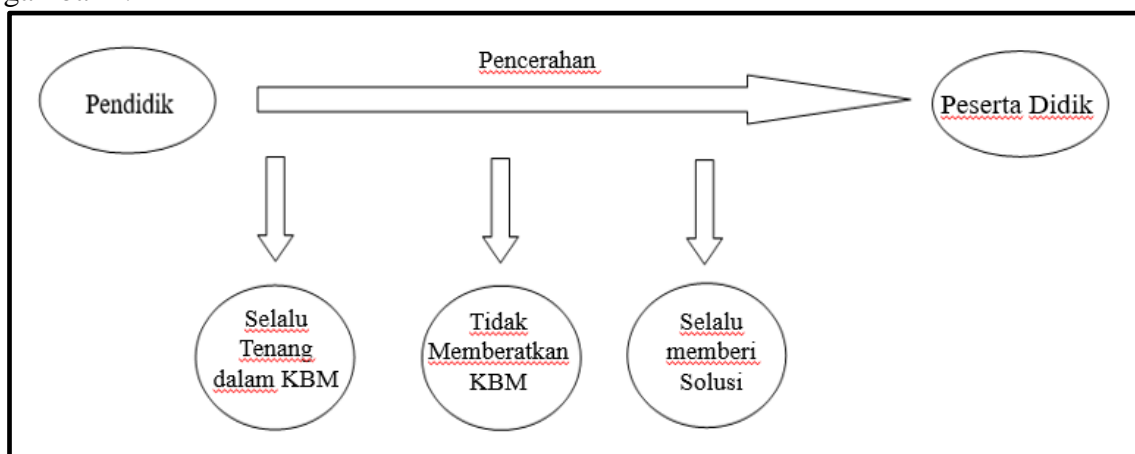 Pencerahan
Pendidik
Peserta Didik
Selalu
Tenang
dalam KBM
Tidak
Memberatkan
KBM
Selalu
memberi
Solusi